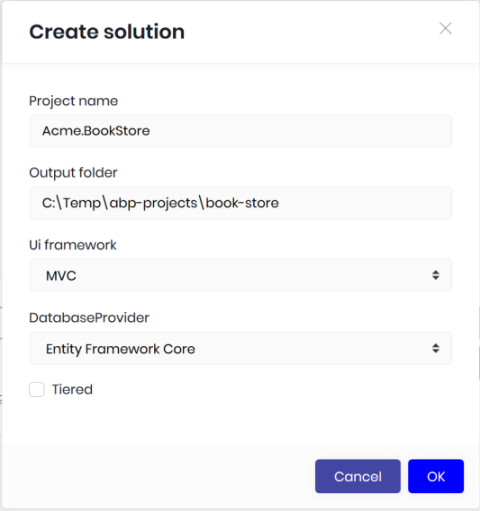 Create solution
Project name
Acme.BookStore
Output folder
C:\Temp\abp-projects\book-store
Ui framework
MVC
DatabaseProvider
Entity Framework Core
Tiered
Cancel OK